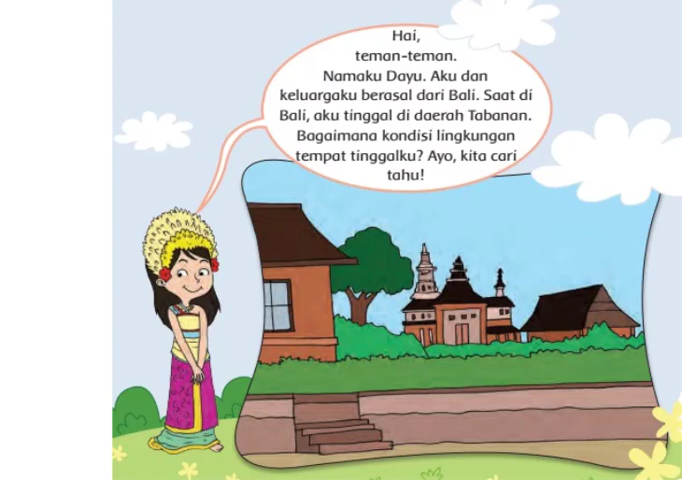 Hai,
teman-teman.
Namaku Dayu. Aku dan
keluargaku berasal dari Bali. Saat di
Bali, aku tinggal di daerah Tabanan.
Bagaimana kondisi lingkungan
tempat tinggalku? Ayo, kita cari
tahu!